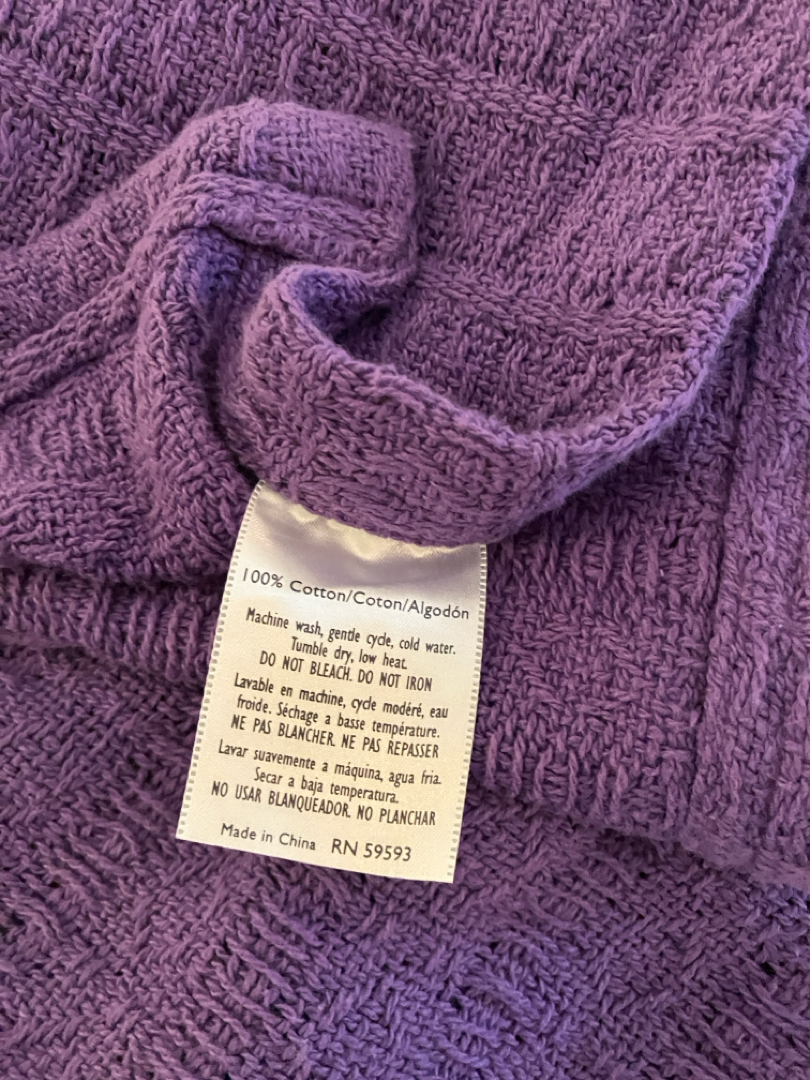 100% Cotton/Coton/Algodón
Machine wash, gentle cycle, cold water.
Tumble dry, low heat.
DO NOT BLEACH. DO NOT IRON
Lavable en machine, cycle modéré, eau
froide. Séchage a basse température.
NE PAS BLANCHER. NE PAS REPASSER
Lavar suavemente a máquina, agua fria.
Secar a baja temperatura.
NO USAR BLANQUEADOR. NO PLANCHAR
Made in China RN 59593